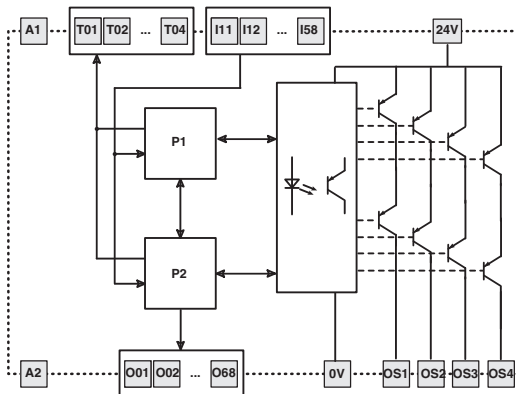 A1 T01 T02 ... T04 I11 I12 ... I58 24V
P1
P2
A2 O01 O02 ... O68 0V OS1 OS2 OS3 OS4